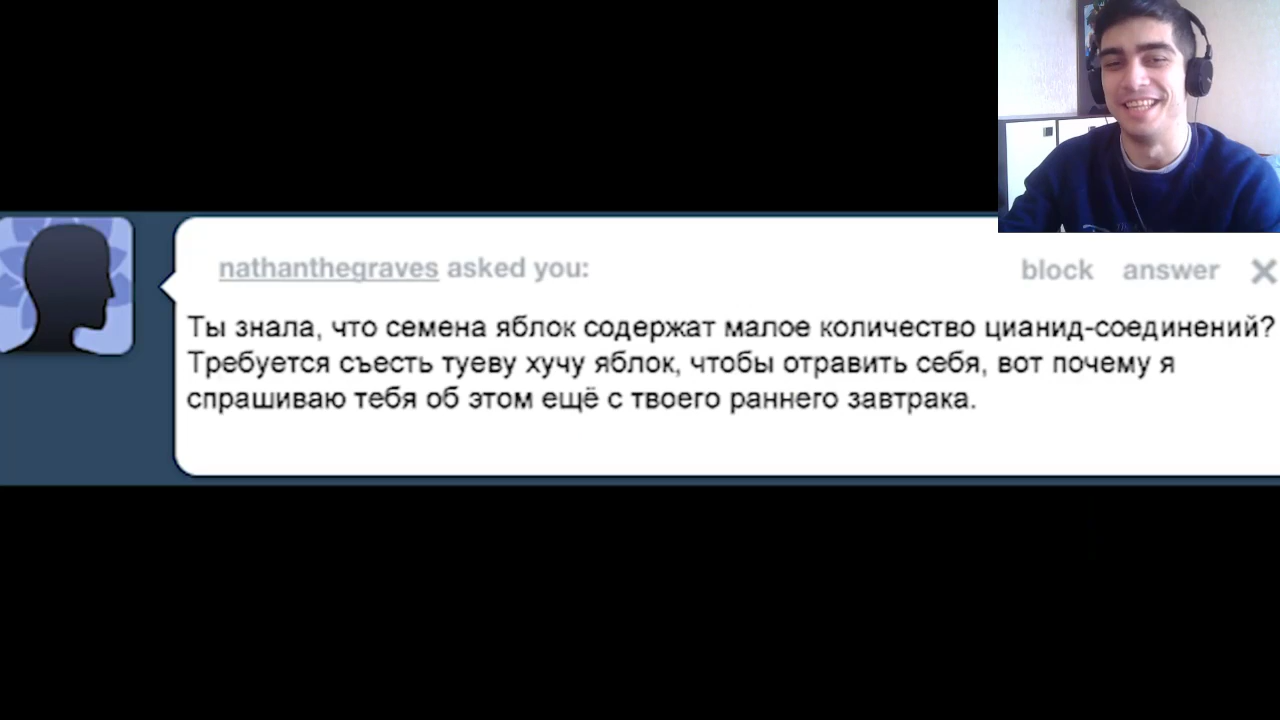 nathanthegraves asked you:
block answer
Ты знала, что семена яблок содержат малое количество цианид-соединений?
Требуется съесть туеву хучу яблок, чтобы отравить себя, вот почему я
спрашиваю тебя об этом ещё с твоего раннего завтрака.